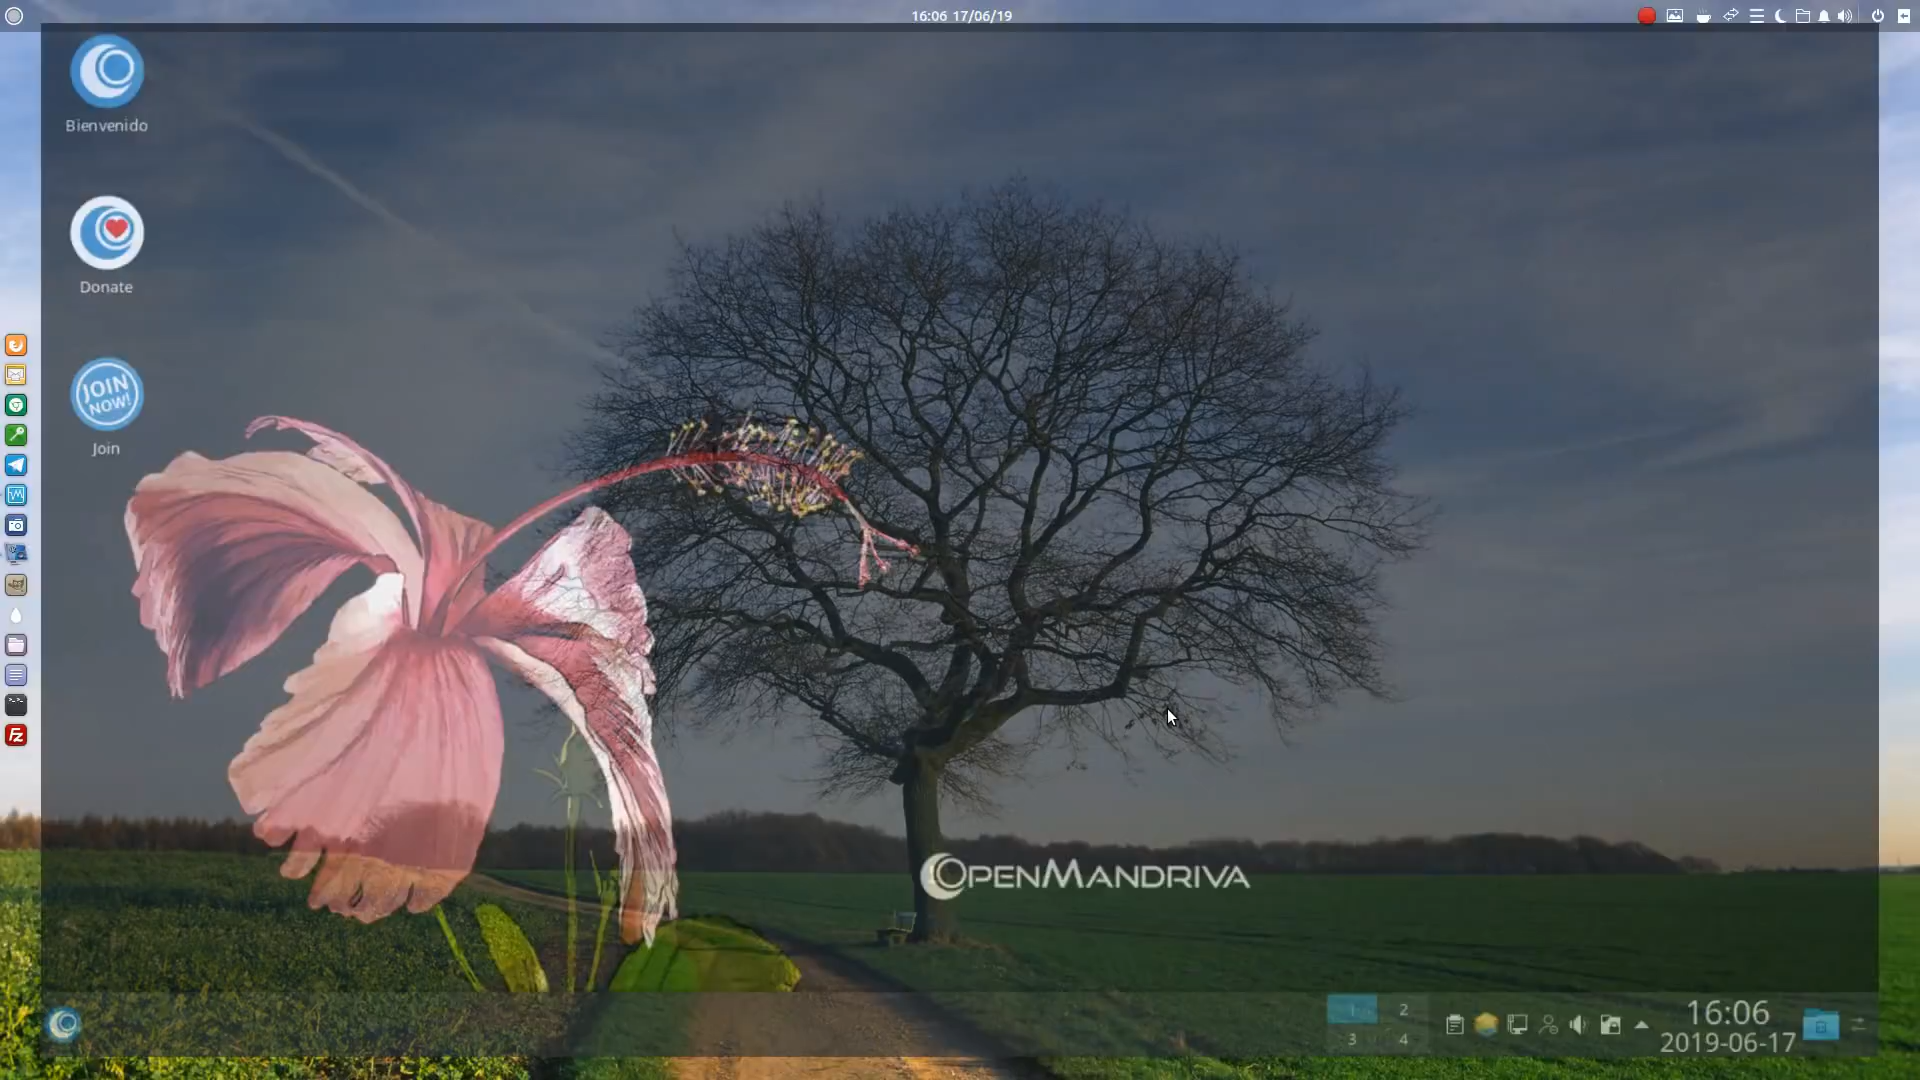 16:06 17/06/19
Bienvenido
Donate
JOIN
NOW!
Join
OPENMANDRIVA
1 2
3 4
16:06
2019-06-17
FZ